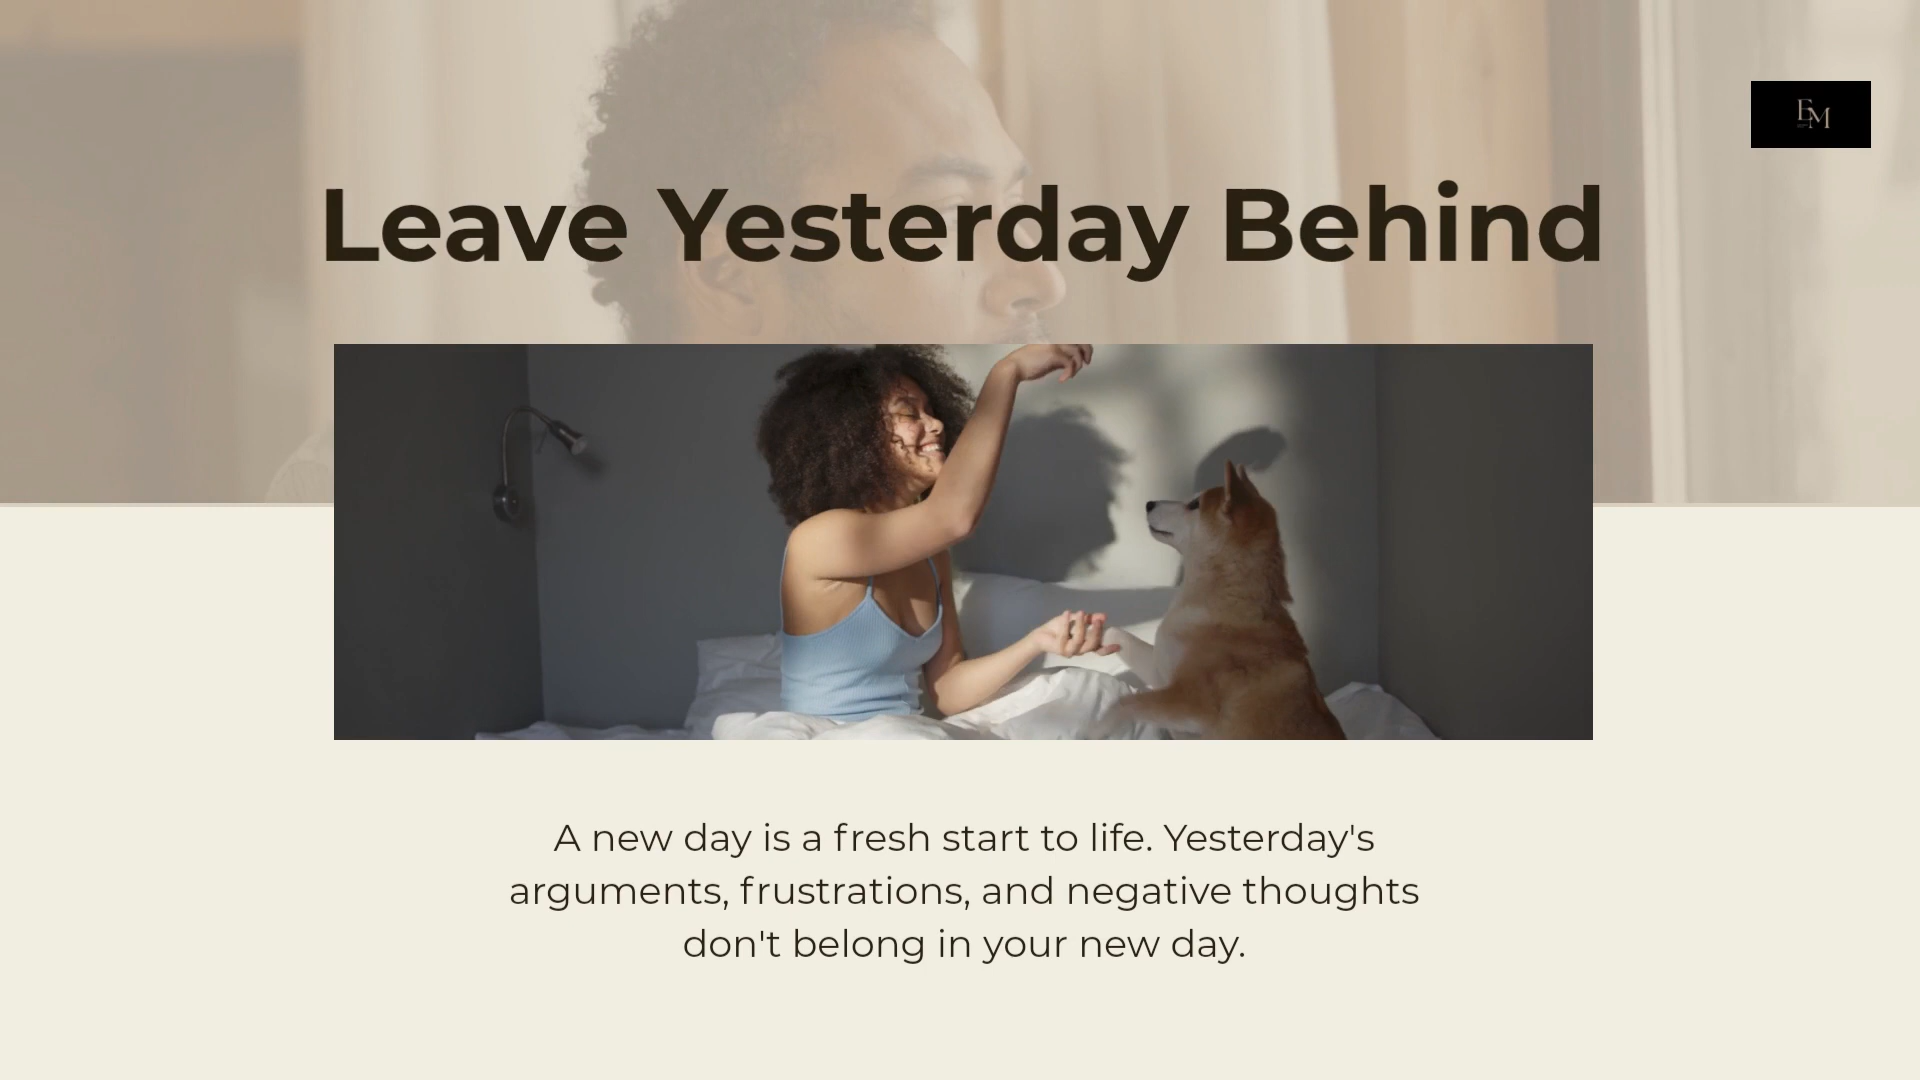 EM
Leave Yesterday Behind
A new day is a fresh start to life. Yesterday's
arguments, frustrations, and negative thoughts
don't belong in your new day.